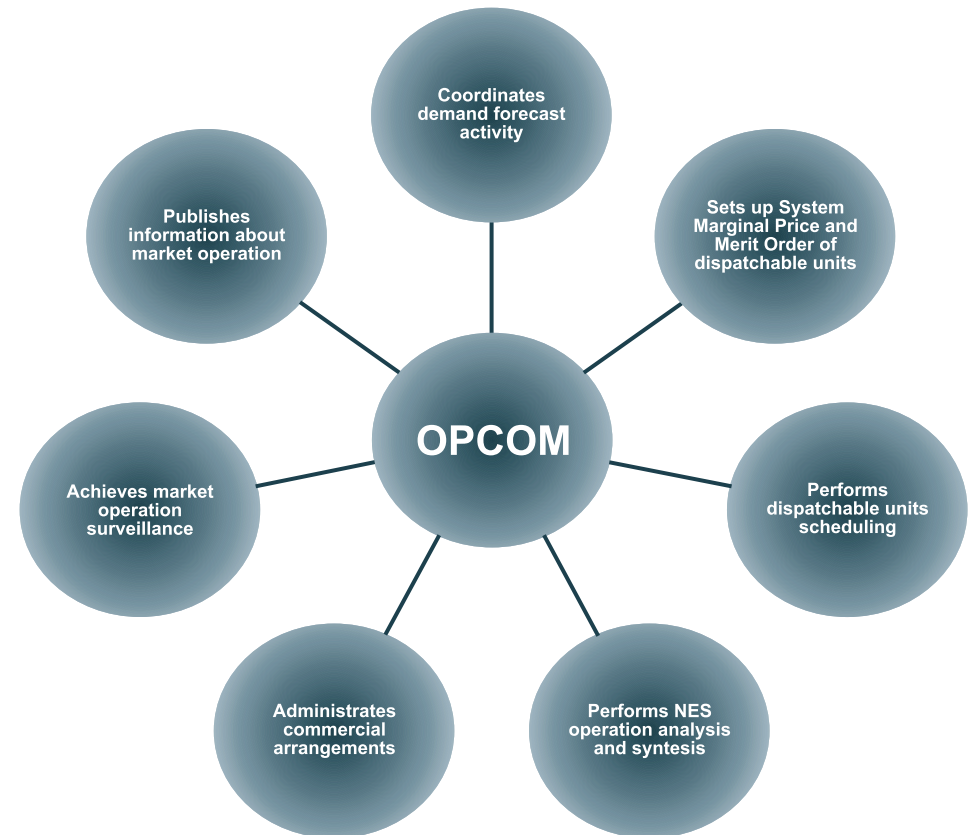 Coordinates
demand forecast
activity
Publishes
information about
market operation
Sets up System
Marginal Price and
Merit Order of
dispatchable units
OPCOM
Achieves market
operation
surveillance
Performs
dispatchable units
scheduling
Administrates
commercial
arrangements
Performs NES
operation analysis
and syntesis